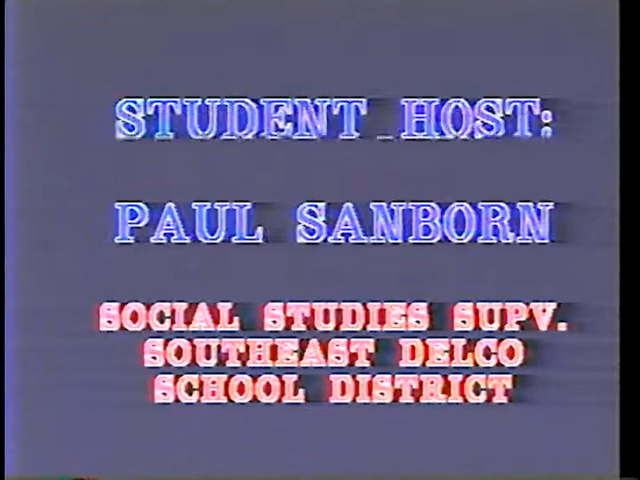 STUDENT HOST:
PAUL SANBORN
SOCIAL STUDIES SUPV.
SOUTHEAST DELCO
SCHOOL DISTRICT